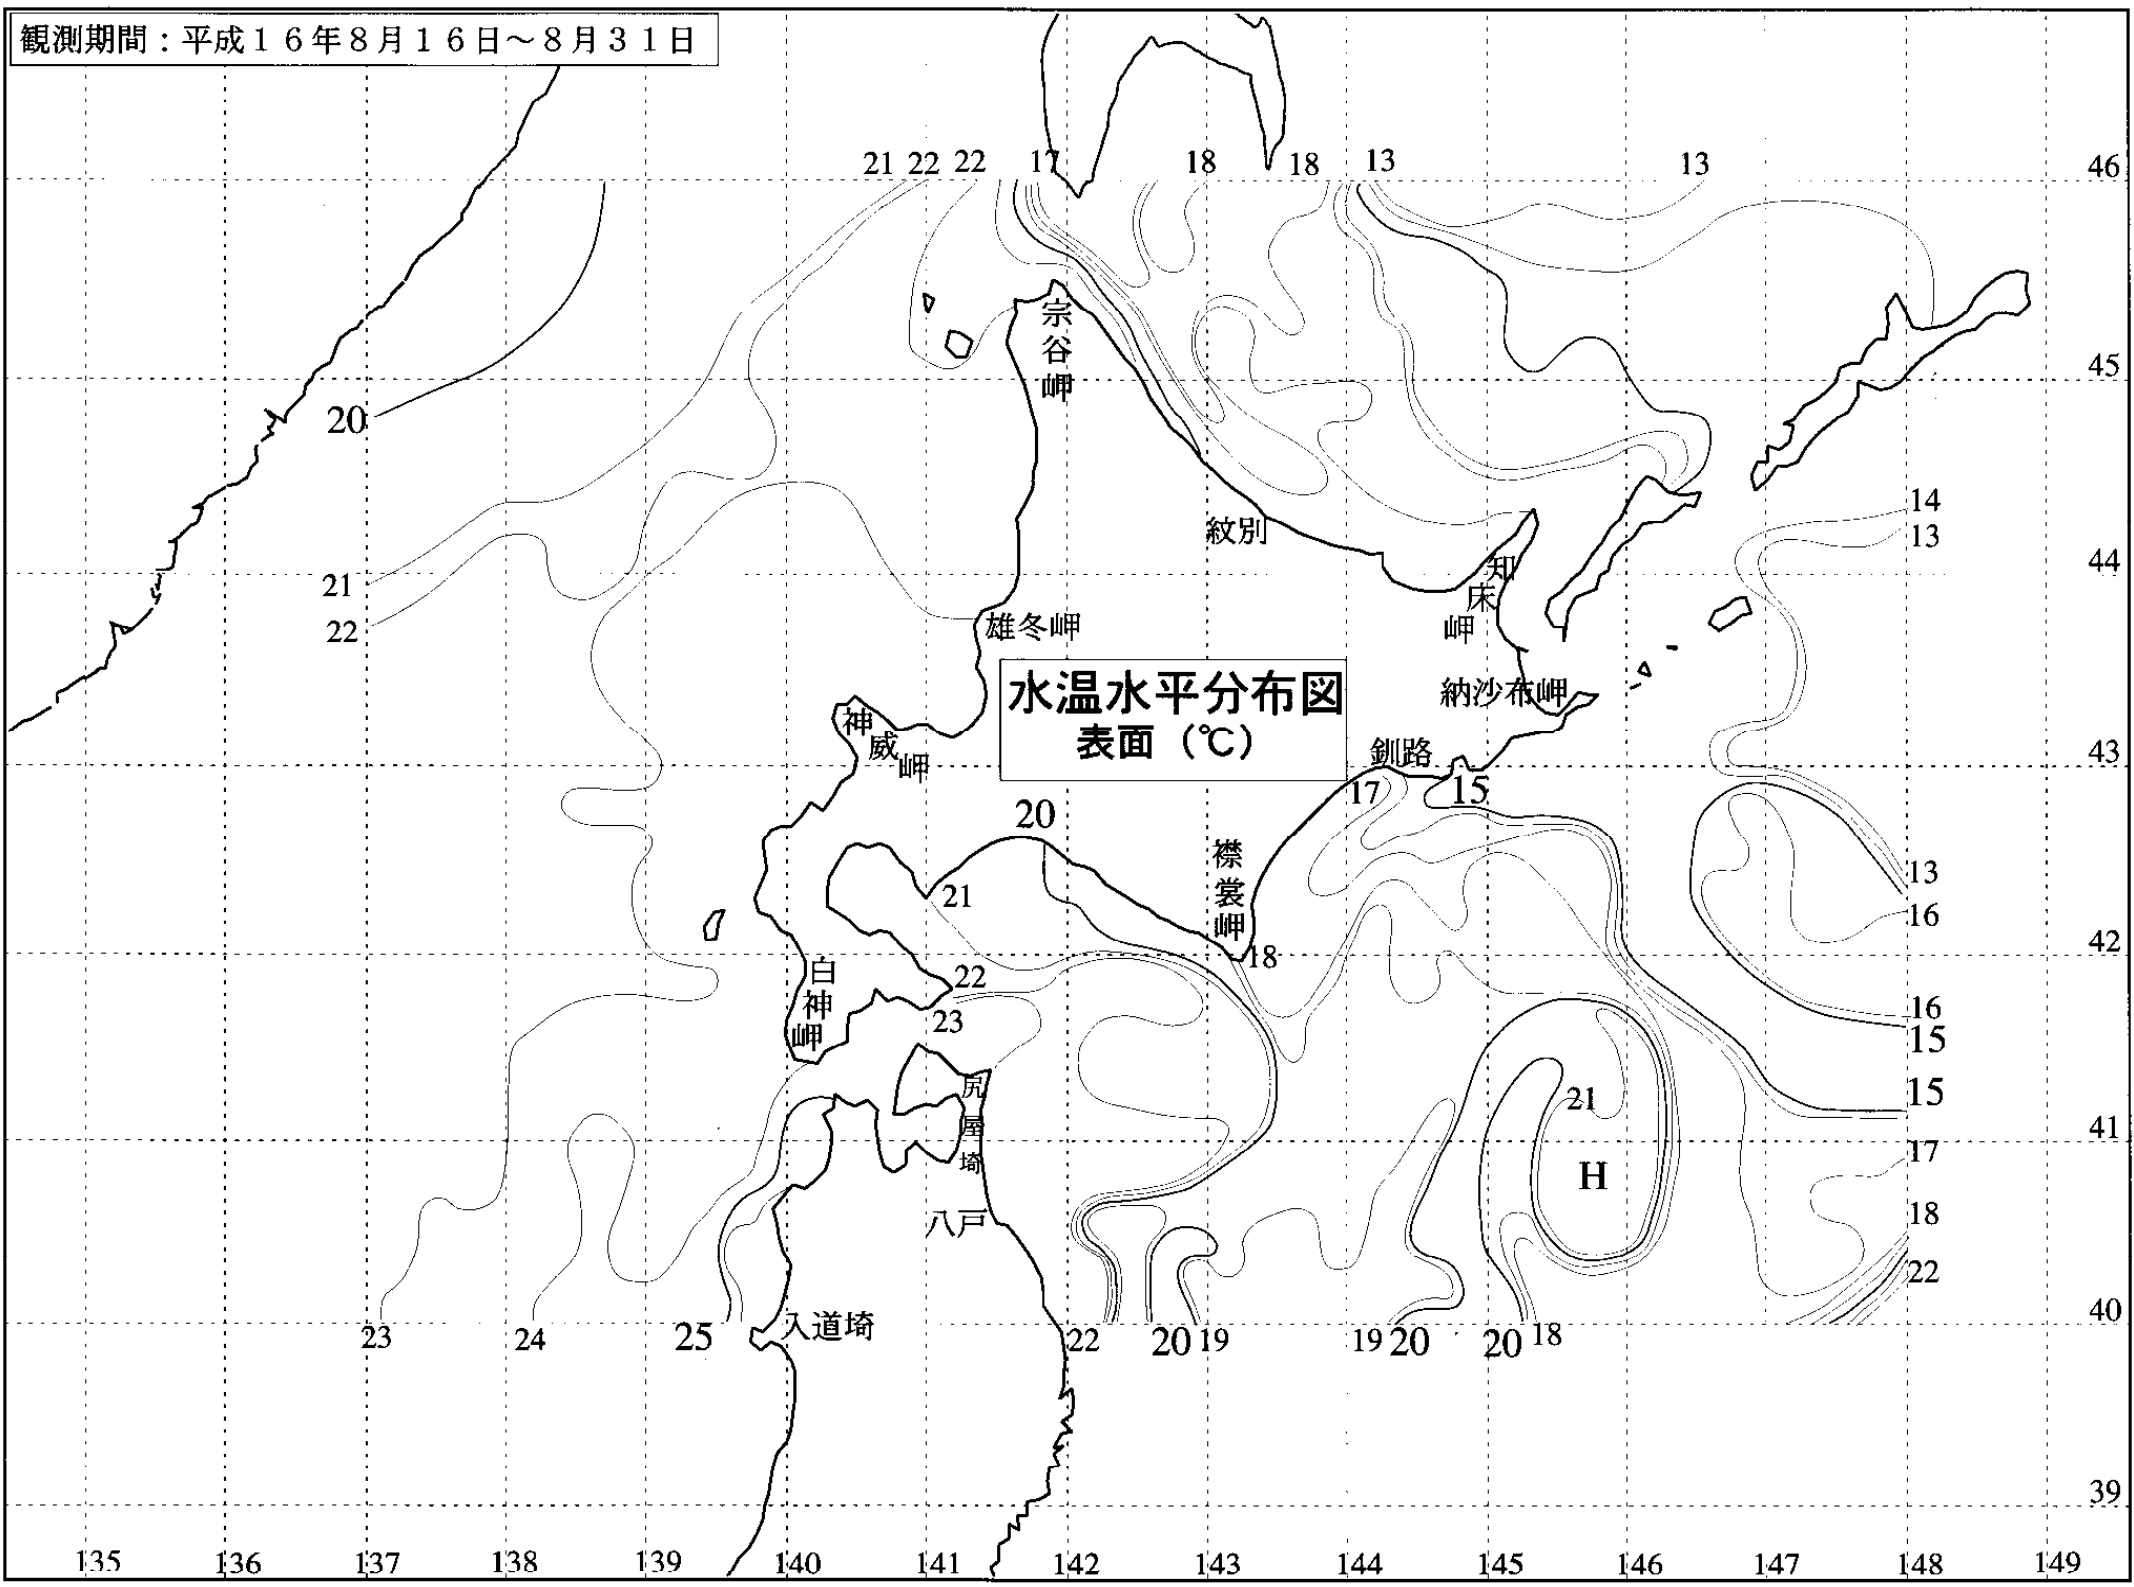 観測期間：平成１６年８月１６日～８月３１日
21 22 22 17 18 18 13 13 46
宗谷岬
45
20
紋別
14
13
44
21
22
知床岬
雄冬岬
水温水平分布図
表面（℃）
納沙布岬
神威岬
釧路
43
17 15
20
襟裳岬
13
21
16
18
42
22
白神岬
23
16
15
尻屋埼
21
15
41
17
H
八戸
18
22
入道埼
40
23 24 25 22 20 19 19 20 20 18
39
135 136 137 138 139 140 141 142 143 144 145 146 147 148 149